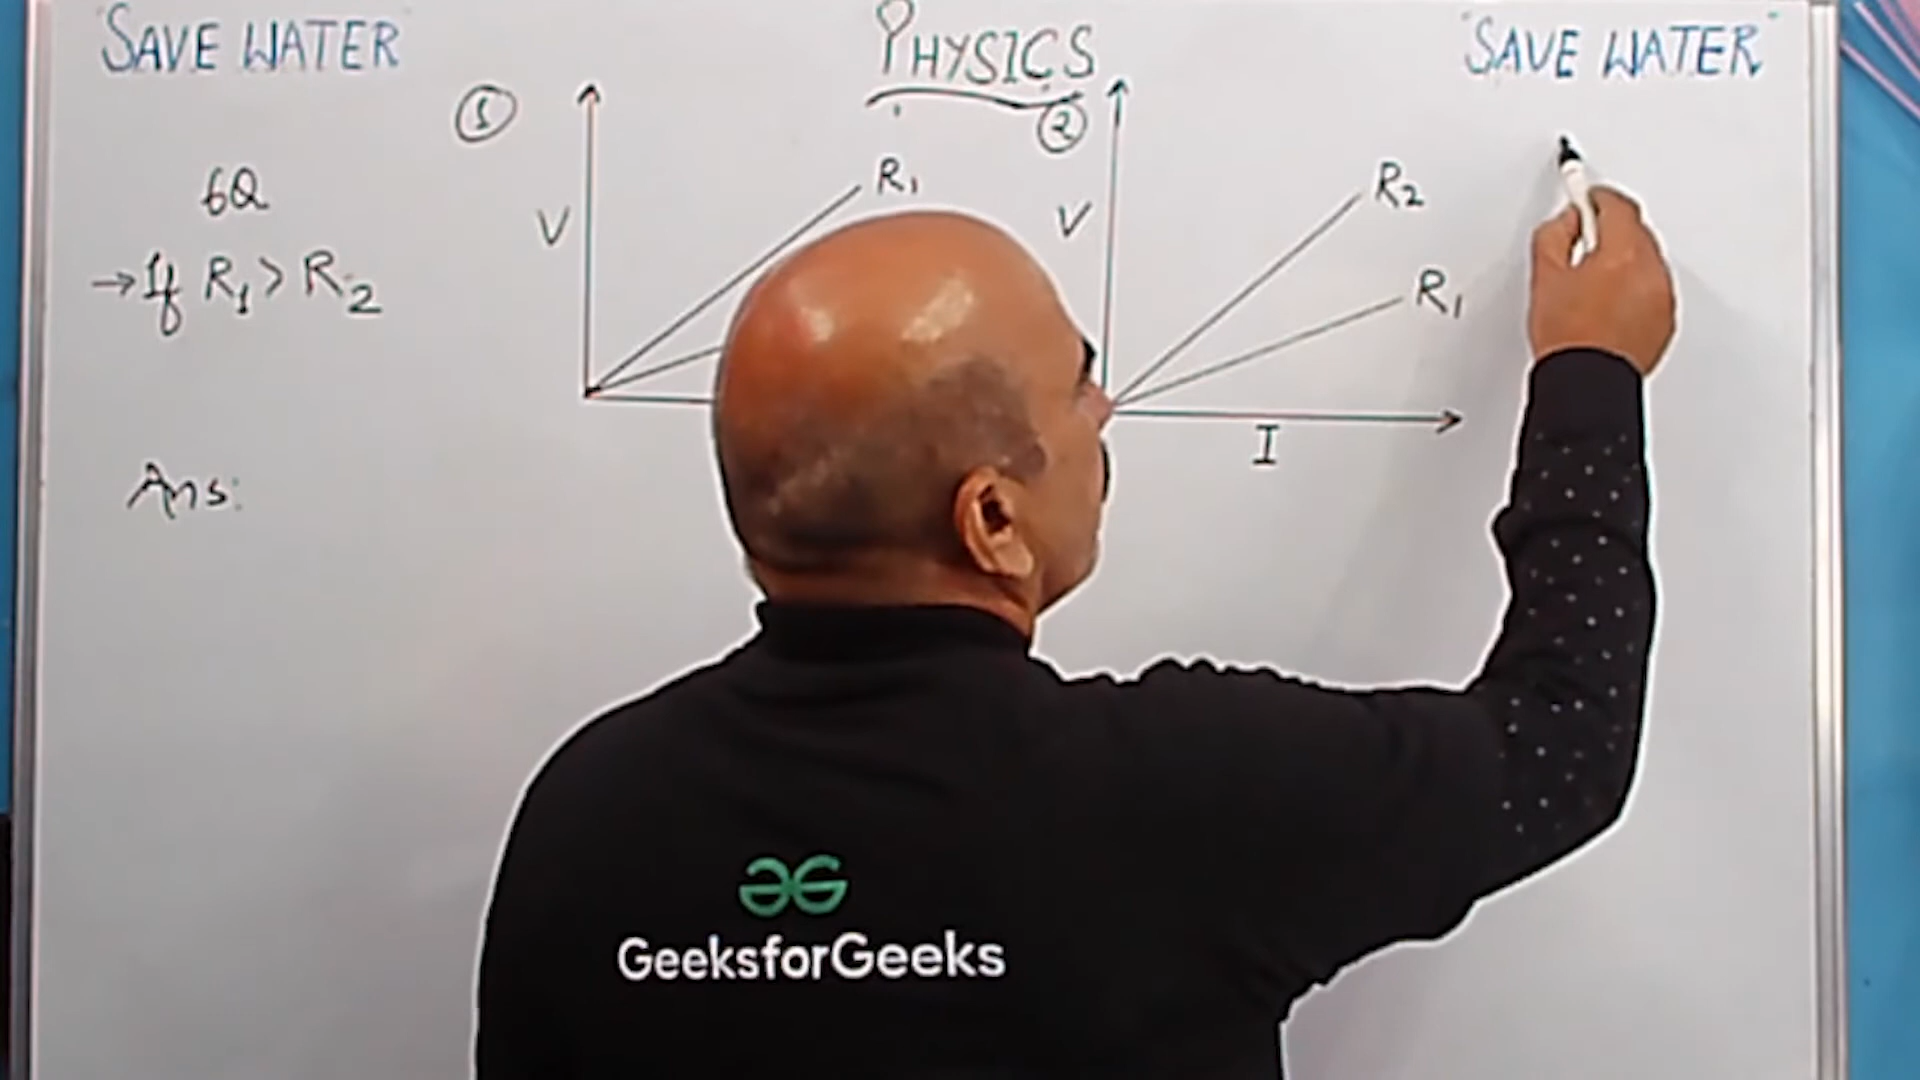 "SAVE WATER
PHYSICS
"SAVE WATER"
1
2
6Q
→ If R₁ > R₂
V
R₁
V
R₂
R₁
I
Ans:
GeeksforGeeks